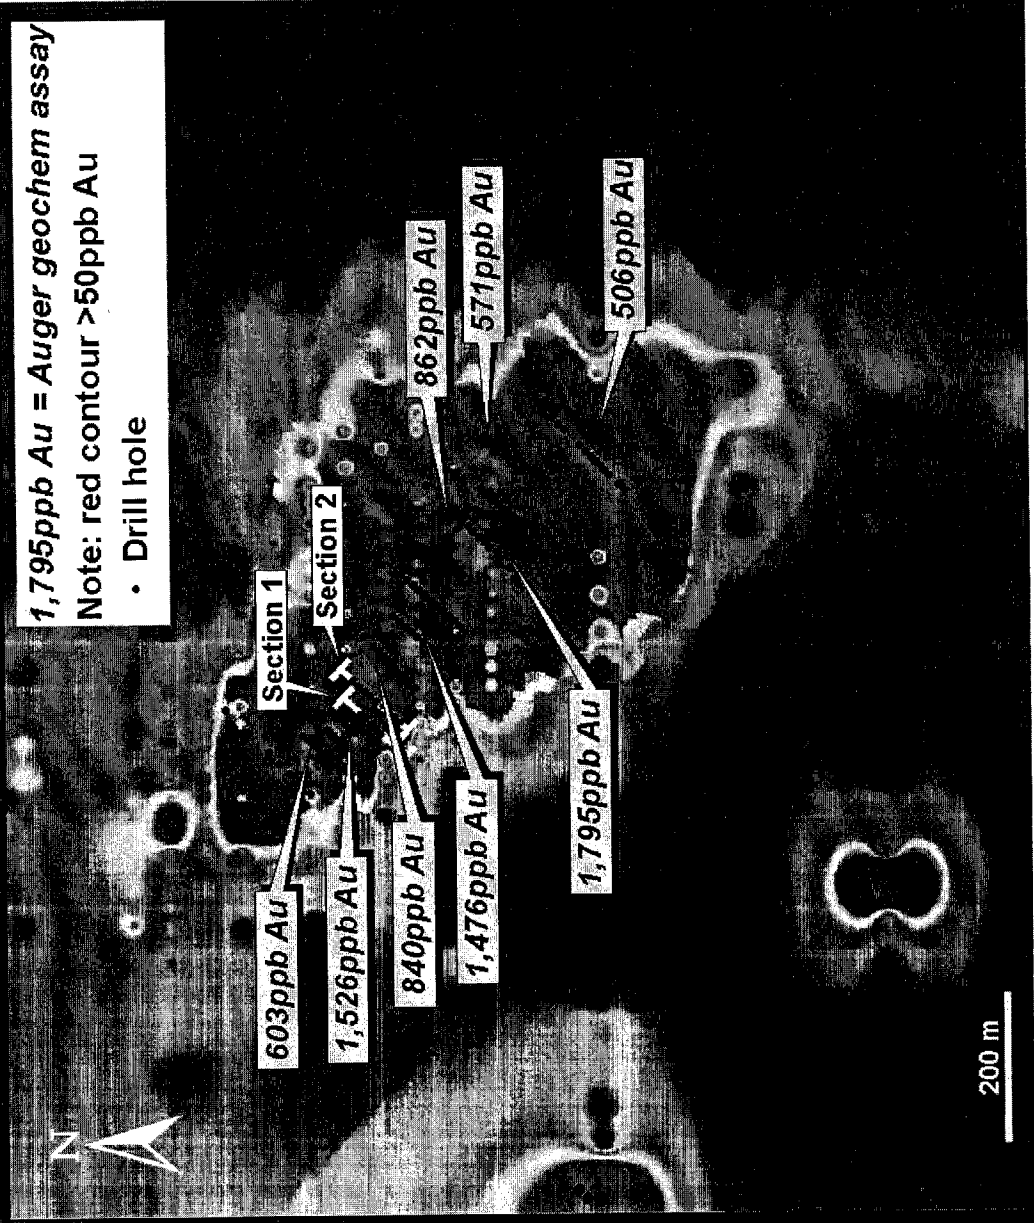 1,795ppb Au = Auger geochem assay
Note: red contour >50ppb Au
• Drill hole
N
Section 1
Section 2
603ppb Au
1,526ppb Au
840ppb Au
1,476ppb Au
1,795ppb Au
862ppb Au
571ppb Au
506ppb Au
200 m